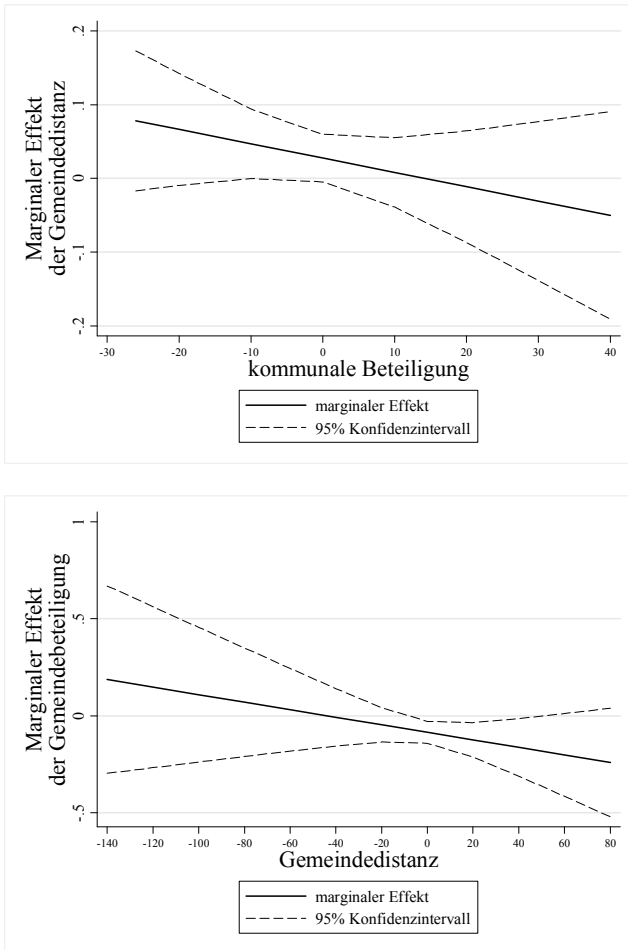 Marginaler Effekt
der Gemeindedistanz
.2
.1
0
-.1
-.2
-30 -20 -10 0 10 20 30 40
kommunale Beteiligung
marginaler Effekt
95% Konfidenzintervall
Marginaler Effekt
der Gemeindebeteiligung
1
.5
0
-.5
-140 -120 -100 -80 -60 -40 -20 0 20 40 60 80
Gemeindedistanz
marginaler Effekt
95% Konfidenzintervall